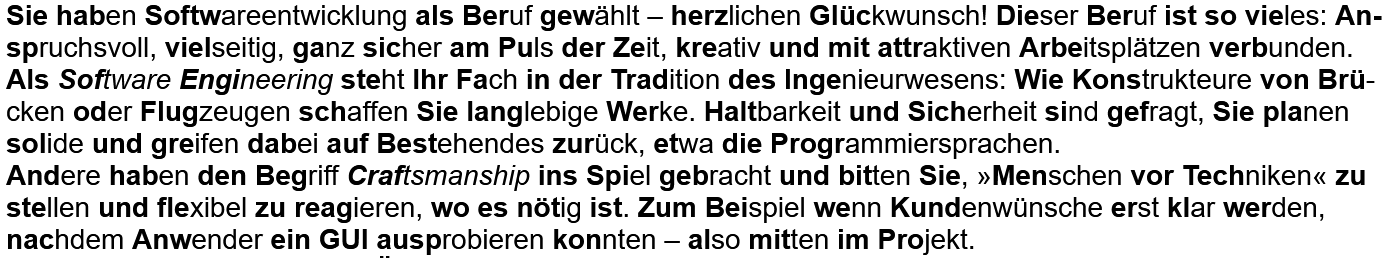 Sie haben Softwareentwicklung als Beruf gewählt – herzlichen Glückwunsch! Dieser Beruf ist so vieles: An-
spruchsvoll, vielseitig, ganz sicher am Puls der Zeit, kreativ und mit attraktiven Arbeitsplätzen verbunden.
Als Software Engineering steht Ihr Fach in der Tradition des Ingenieurwesens: Wie Konstrukteure von Brü-
cken oder Flugzeugen schaffen Sie langlebige Werke. Haltbarkeit und Sicherheit sind gefragt, Sie planen
solide und greifen dabei auf Bestehendes zurück, etwa die Programmiersprachen.
Andere haben den Begriff Craftsmanship ins Spiel gebracht und bitten Sie, »Menschen vor Techniken« zu
stellen und flexibel zu reagieren, wo es nötig ist. Zum Beispiel wenn Kundenwünsche erst klar werden,
nachdem Anwender ein GUI ausprobieren konnten – also mitten im Projekt.